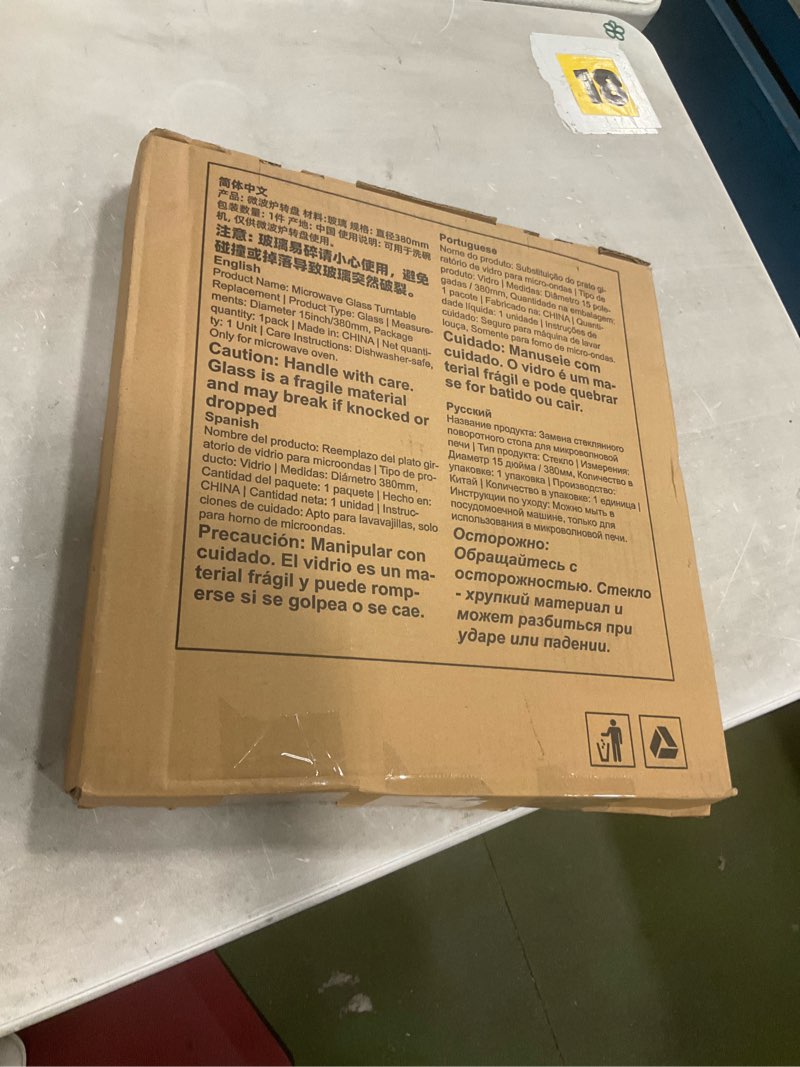 10
简体中文
产品: 微波炉转盘 材料:玻璃 规格: 直径380mm
包装数量: 1件 产地: 中国 使用说明: 可用于洗碗
机, 仅供微波炉转盘使用。
注意: 玻璃易碎请小心使用，避免
碰撞或掉落导致玻璃突然破裂。
English
Product Name: Microwave Glass Turntable
Replacement | Product Type: Glass | Measure-
ments: Diameter 15inch/380mm, Package
quantity: 1pack | Made in: CHINA | Net quanti-
ty: 1 Unit | Care Instructions: Dishwasher-safe,
Only for microwave oven.
Caution: Handle with care.
Glass is a fragile material
and may break if knocked or
dropped
Spanish
Nombre del producto: Reemplazo del plato gir-
atorio de vidrio para microondas | Tipo de pro-
ducto: Vidrio | Medidas: Diámetro 380mm,
Cantidad del paquete: 1 paquete | Hecho en:
CHINA | Cantidad neta: 1 unidad | Instruc-
ciones de cuidado: Apto para lavavajillas, solo
para horno de microondas.
Precaución: Manipular con
cuidado. El vidrio es un ma-
terial frágil y puede romp-
erse si se golpea o se cae.
Portuguese
Nome do produto: Substituição do prato gi-
ratório de vidro para micro-ondas | Tipo de
produto: Vidro | Medidas: Diâmetro 15 pole-
gadas / 380mm, Quantidade na embalagem:
1 pacote | Fabricado na: CHINA | Quanti-
dade líquida: 1 unidade | Instruções de
cuidado: Seguro para máquina de lavar
louça, Somente para forno de micro-ondas.
Cuidado: Manuseie com
cuidado. O vidro é um ma-
terial frágil e pode quebrar
se for batido ou cair.
Русский
Название продукта: Замена стеклянного
поворотного стола для микроволновой
печи | Тип продукта: Стекло | Измерения:
Диаметр 15 дюйма / 380мм, Количество в
упаковке: 1 упаковка | Производство:
Китай | Количество в упаковке: 1 единица |
Инструкции по уходу: Можно мыть в
посудомоечной машине, только для
использования в микроволновой печи.
Осторожно:
Обращайтесь с
осторожностью. Стекло
- хрупкий материал и
может разбиться при
ударе или падении.